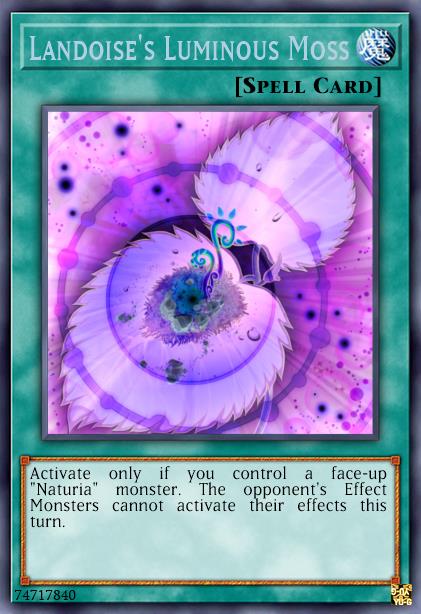 Landoise's Luminous Moss
魔
[Spell Card]
Activate only if you control a face-up
"Naturia" monster. The opponent's Effect
Monsters cannot activate their effects this
turn.
74717840